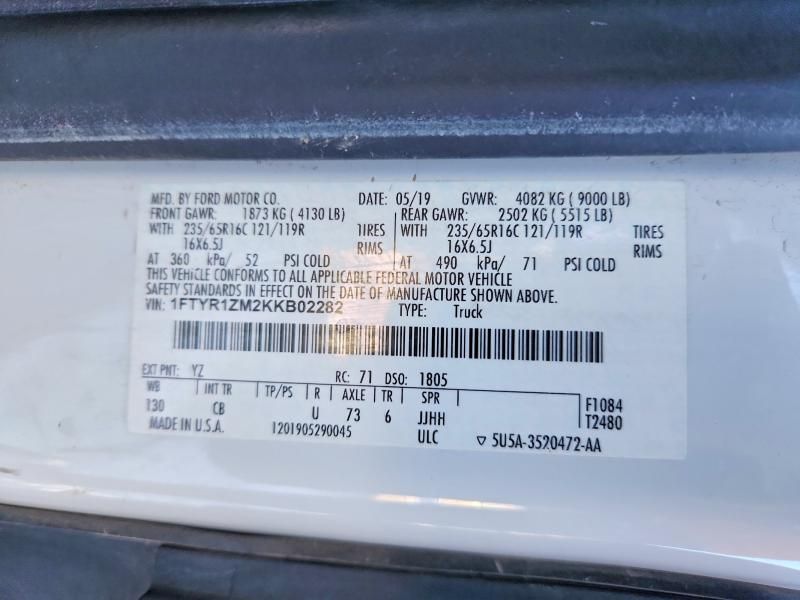 MFD. BY FORD MOTOR CO. DATE: 05/19 GVWR: 4082 KG ( 9000 LB)
FRONT GAWR: 1873 KG ( 4130 LB) REAR GAWR: 2502 KG ( 5515 LB)
WITH 235/65R16C 121/119R TIRES WITH 235/65R16C 121/119R TIRES
16X6.5J RIMS 16X6.5J RIMS
AT 360 kPa/ 52 PSI COLD AT 490 kPa/ 71 PSI COLD
THIS VEHICLE CONFORMS TO ALL APPLICABLE FEDERAL MOTOR VEHICLE
SAFETY STANDARDS IN EFFECT ON THE DATE OF MANUFACTURE SHOWN ABOVE.
VIN: 1FTYR1ZM2KKB02282 TYPE: Truck
EXT PNT: YZ RC: 71 DSO: 1805
WB INT TR TP/PS R AXLE TR SPR F1084
130 CB U 73 6 JJHH T2480
MADE IN U.S.A. 1201905290045 ULC ▽ 5U5A-3520472-AA